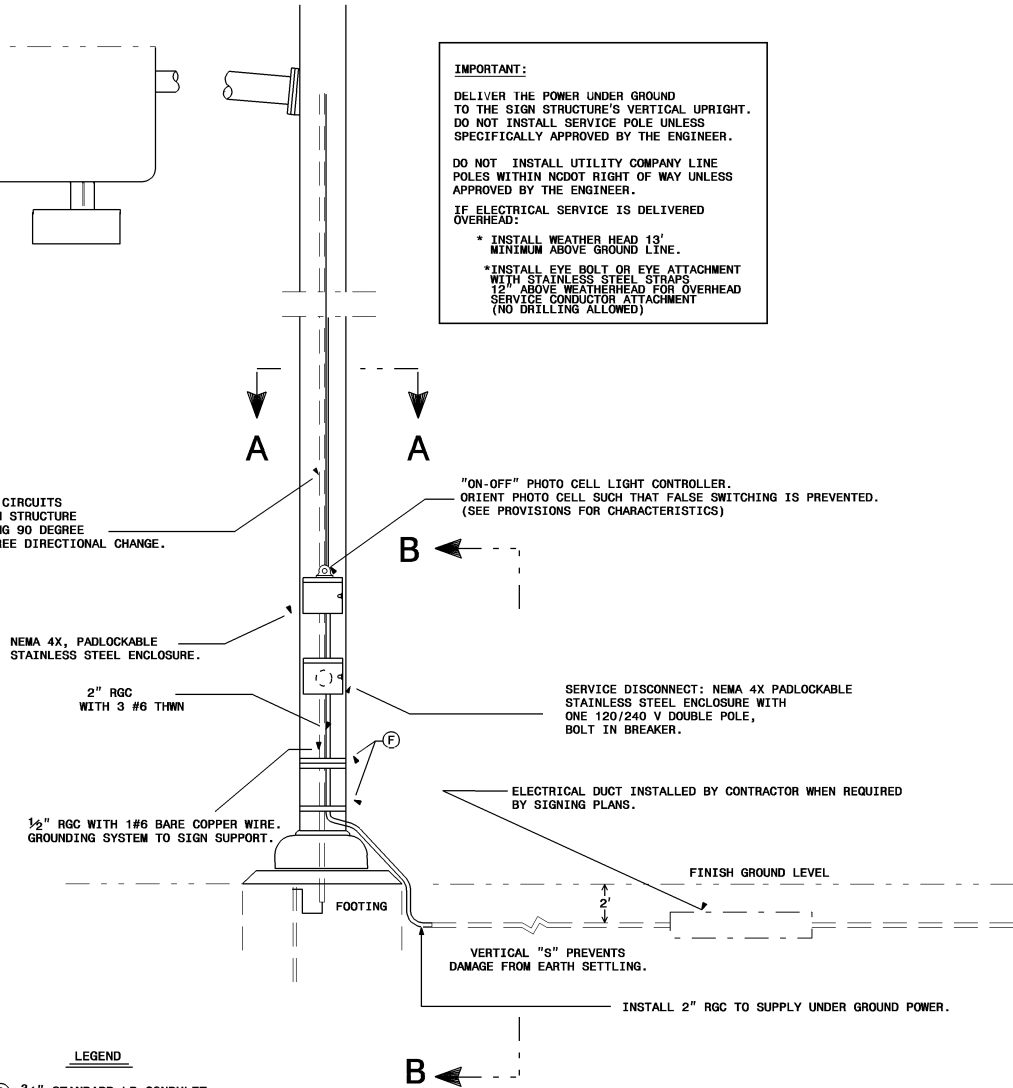 IMPORTANT:
DELIVER THE POWER UNDER GROUND
TO THE SIGN STRUCTURE'S VERTICAL UPRIGHT.
DO NOT INSTALL SERVICE POLE UNLESS
SPECIFICALLY APPROVED BY THE ENGINEER.
DO NOT INSTALL UTILITY COMPANY LINE
POLES WITHIN NCDOT RIGHT OF WAY UNLESS
APPROVED BY THE ENGINEER.
IF ELECTRICAL SERVICE IS DELIVERED
OVERHEAD:
* INSTALL WEATHER HEAD 13'
MINIMUM ABOVE GROUND LINE.
*INSTALL EYE BOLT OR EYE ATTACHMENT
WITH STAINLESS STEEL STRAPS
12" ABOVE WEATHERHEAD FOR OVERHEAD
SERVICE CONDUCTOR ATTACHMENT
(NO DRILLING ALLOWED)
A A
"ON-OFF" PHOTO CELL LIGHT CONTROLLER.
ORIENT PHOTO CELL SUCH THAT FALSE SWITCHING IS PREVENTED.
(SEE PROVISIONS FOR CHARACTERISTICS)
CIRCUITS
STRUCTURE
90 DEGREE
DIRECTIONAL CHANGE.
B
NEMA 4X, PADLOCKABLE
STAINLESS STEEL ENCLOSURE.
2" RGC
WITH 3 #6 THWN
SERVICE DISCONNECT: NEMA 4X PADLOCKABLE
STAINLESS STEEL ENCLOSURE WITH
ONE 120/240 V DOUBLE POLE,
BOLT IN BREAKER.
F
ELECTRICAL DUCT INSTALLED BY CONTRACTOR WHEN REQUIRED
BY SIGNING PLANS.
½" RGC WITH 1#6 BARE COPPER WIRE.
GROUNDING SYSTEM TO SIGN SUPPORT.
FINISH GROUND LEVEL
2'
FOOTING
VERTICAL "S" PREVENTS
DAMAGE FROM EARTH SETTLING.
INSTALL 2" RGC TO SUPPLY UNDER GROUND POWER.
LEGEND
B
STANDARD